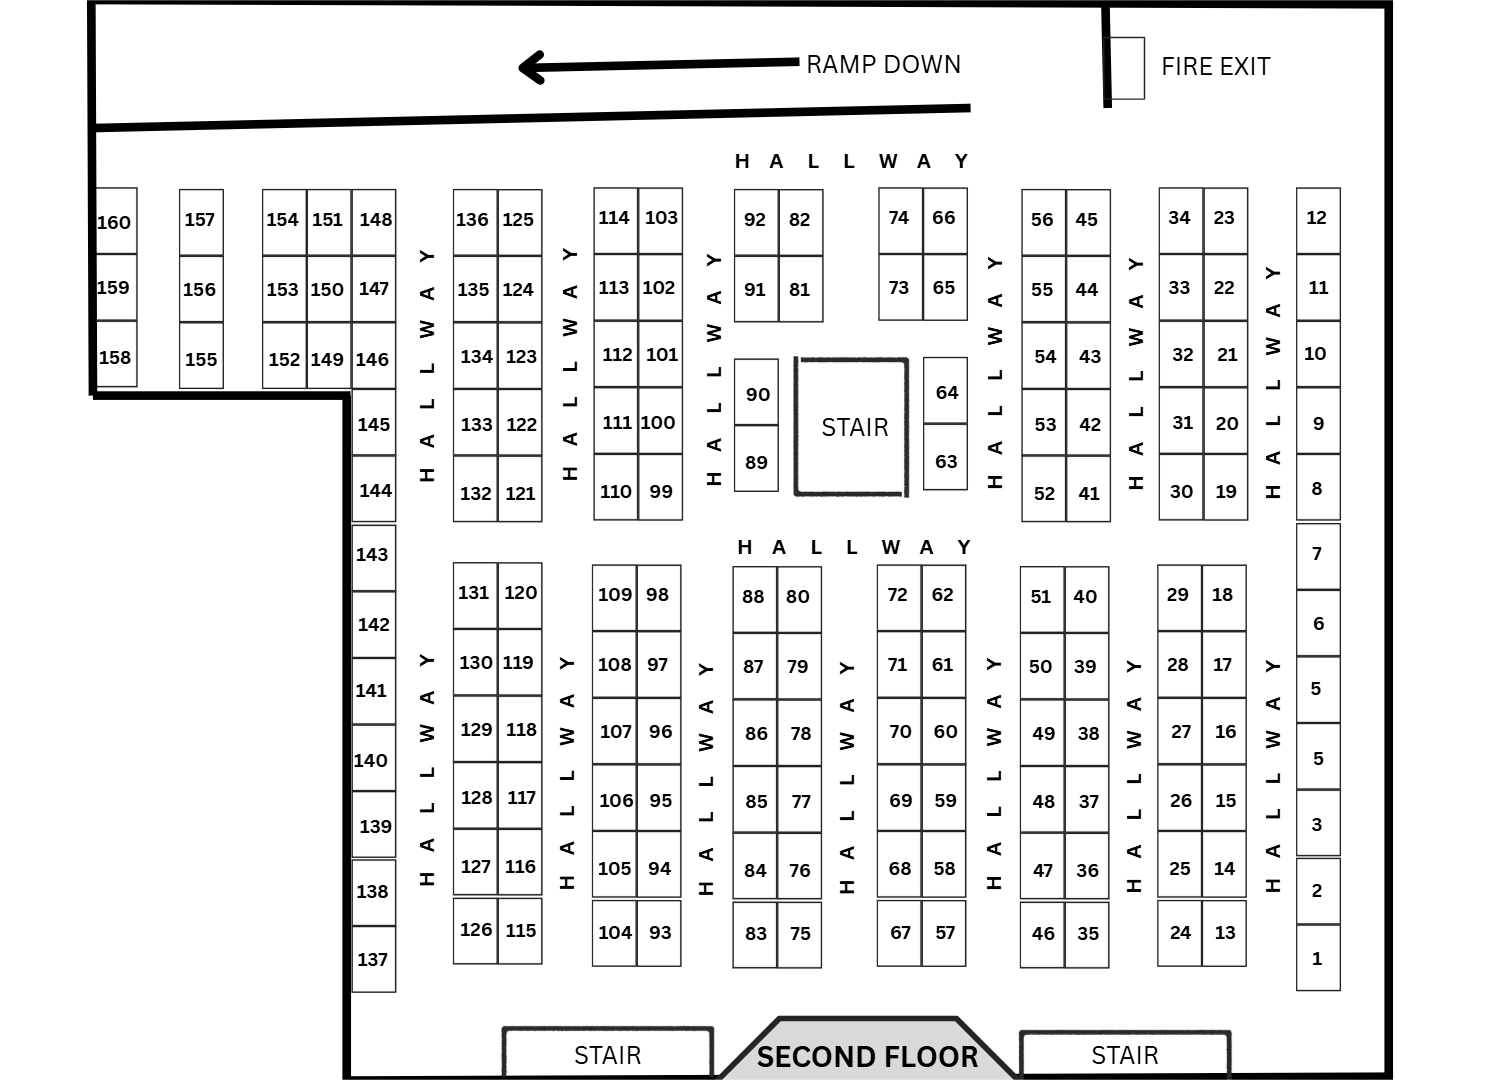 RAMP DOWN FIRE EXIT
HALLWAY
160 157 154 151 148 136 125 114 103 92 82 74 66 56 45 34 23 12
159 156 153 150 147 135 124 113 102 91 81 73 65 55 44 33 22 11
158 155 152 149 146 134 123 112 101 90 64 54 43 32 21 10
145 133 122 111 100 89 STAIR 63 53 42 31 20 9
144 132 121 110 99 52 41 30 19 8
HALLWAY HALLWAY HALLWAY HALLWAY HALLWAY HALLWAY
143 7
HALLWAY
142 131 120 109 98 88 80 72 62 51 40 29 18 6
141 130 119 108 97 87 79 71 61 50 39 28 17 5
140 129 118 107 96 86 78 70 60 49 38 27 16 5
139 128 117 106 95 85 77 69 59 48 37 26 15 3
138 127 116 105 94 84 76 68 58 47 36 25 14 2
137 126 115 104 93 83 75 67 57 46 35 24 13 1
HALLWAY HALLWAY HALLWAY HALLWAY HALLWAY HALLWAY HALLWAY
STAIR SECOND FLOOR STAIR